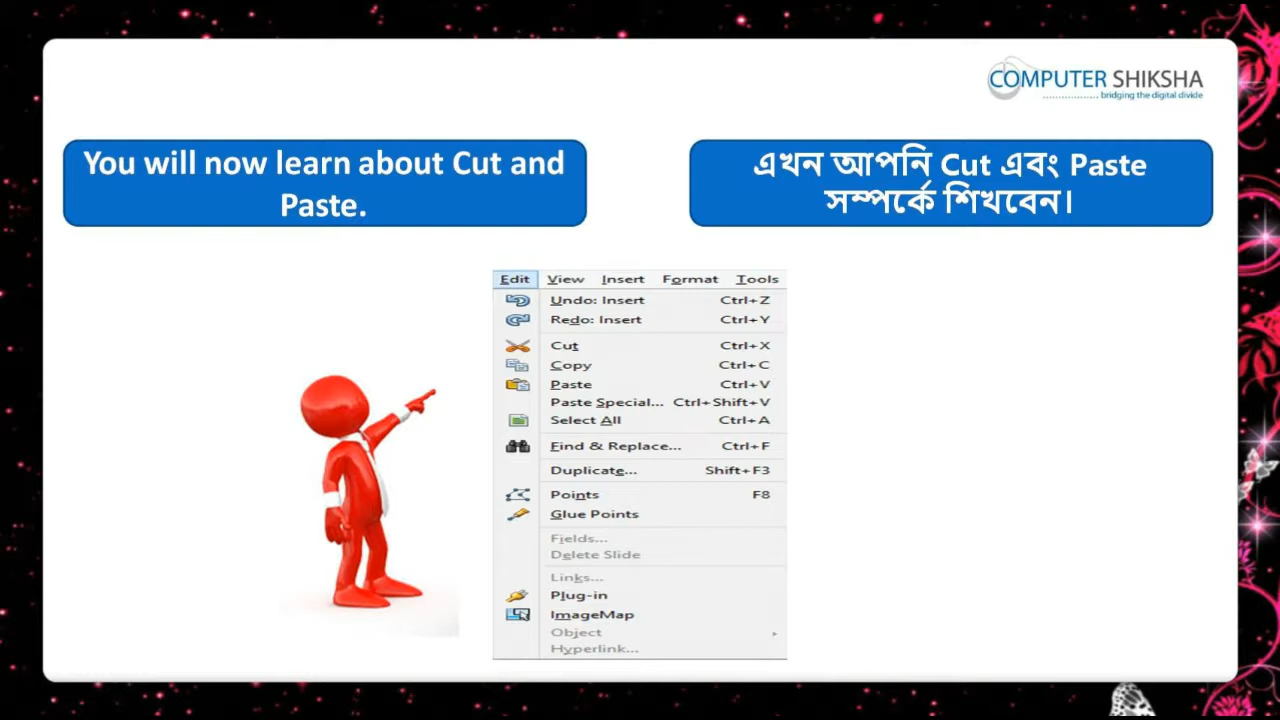 COMPUTER SHIKSHA
bridging the digital divide
You will now learn about Cut and
Paste.
এখন আপনি Cut এবং Paste
সম্পর্কে শিখবেন।
Edit View Insert Format Tools
Undo: Insert Ctrl+Z
Redo: Insert Ctrl+Y
Cut Ctrl+X
Copy Ctrl+C
Paste Ctrl+V
Paste Special... Ctrl+Shift+V
Select All Ctrl+A
Find & Replace... Ctrl+F
Duplicate... Shift+F3
Points F8
Glue Points
Fields...
Delete Slide
Links...
Plug-in
ImageMap
Object
Hyperlink...